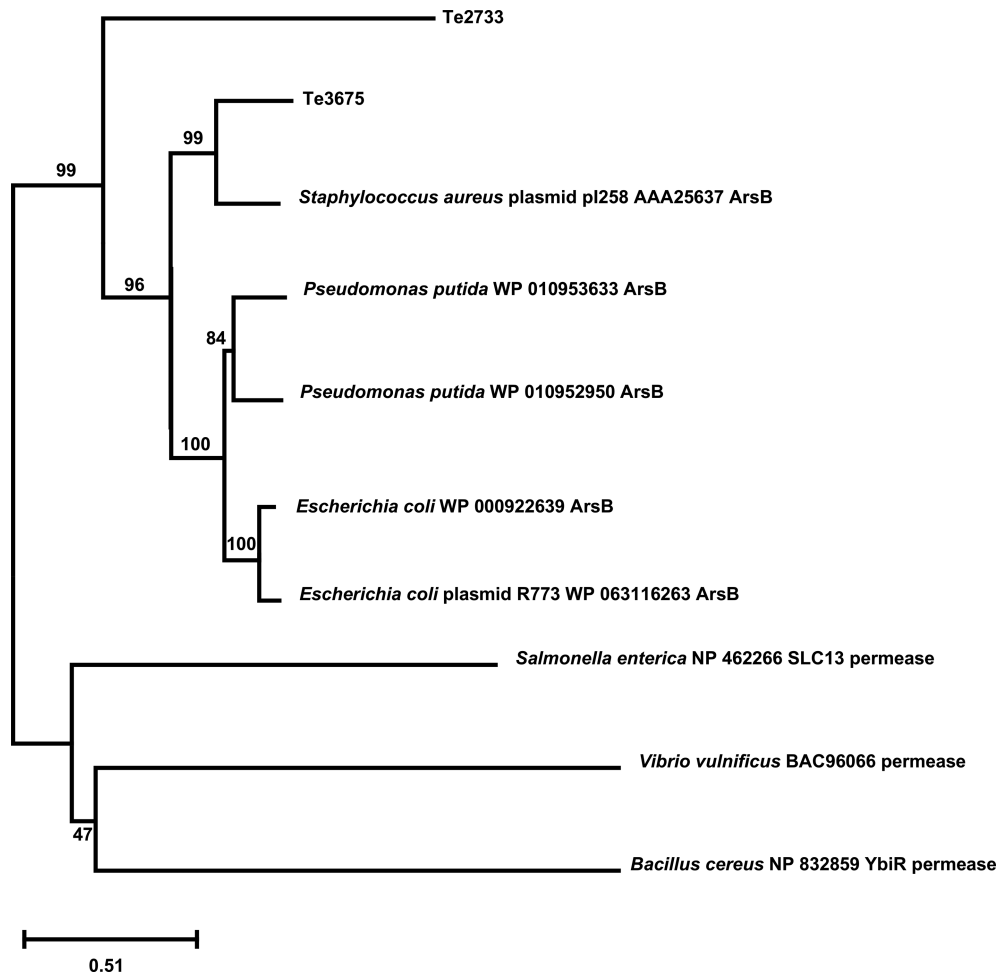 Te2733
Te3675
99
99
Staphylococcus aureus plasmid pI258 AAA25637 ArsB
96
Pseudomonas putida WP 010953633 ArsB
84
Pseudomonas putida WP 010952950 ArsB
100
Escherichia coli WP 000922639 ArsB
100
Escherichia coli plasmid R773 WP 063116263 ArsB
Salmonella enterica NP 462266 SLC13 permease
Vibrio vulnificus BAC96066 permease
47
Bacillus cereus NP 832859 YbiR permease
0.51